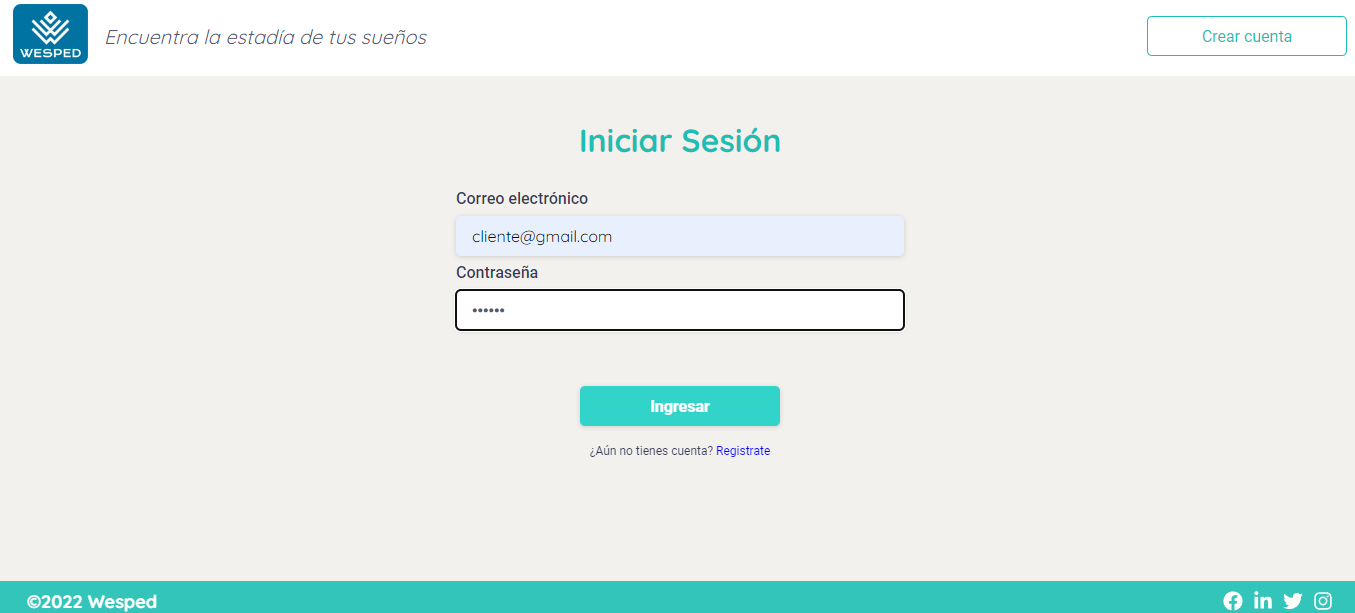 WESPED
Encuentra la estadía de tus sueños
Crear cuenta
Iniciar Sesión
Correo electrónico
cliente@gmail.com
Contraseña
••••••
Ingresar
¿Aún no tienes cuenta? Registrate
©2022 Wesped